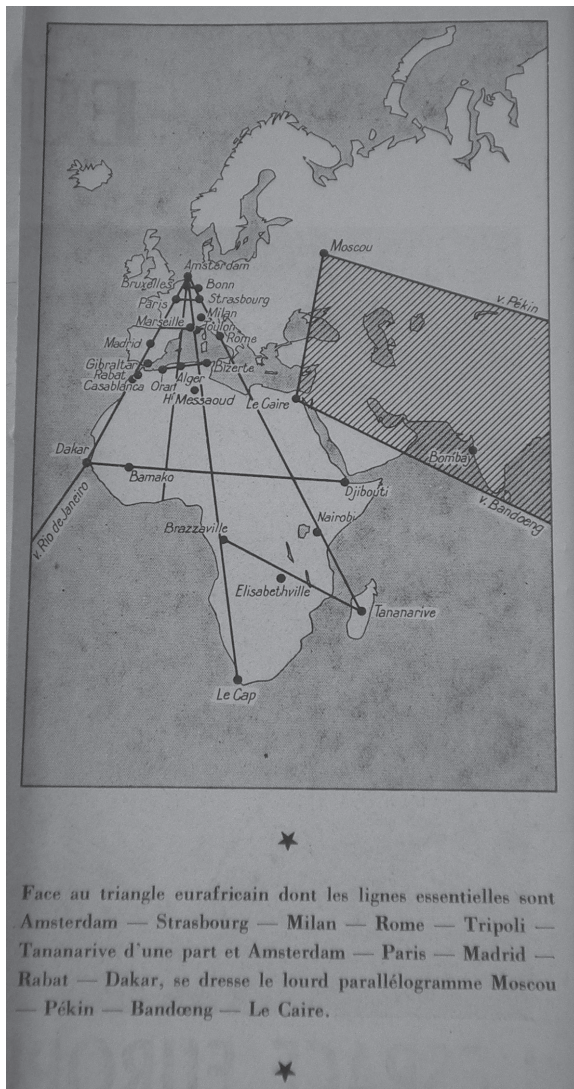 Moscou
Amsterdam
Bruxelles
Bonn
v. Pékin
Paris
Strasbourg
Milan
Marseille
Toulon
Madrid
Rome
Gibraltar
Bizerte
Rabat
Alger
Casablanca
Oran
H! Messaoud
Le Caire
Dakar
Bombay
Bamako
Djibouti
v. Bandoeng
v. Rio de Janeiro
Nairobi
Brazzaville
Elisabethville
Tananarive
Le Cap
Face au triangle eurafricain dont les lignes essentielles sont
Amsterdam — Strasbourg — Milan — Rome — Tripoli —
Tananarive d'une part et Amsterdam — Paris — Madrid —
Rabat — Dakar, se dresse le lourd parallélogramme Moscou
— Pékin — Bandœng — Le Caire.